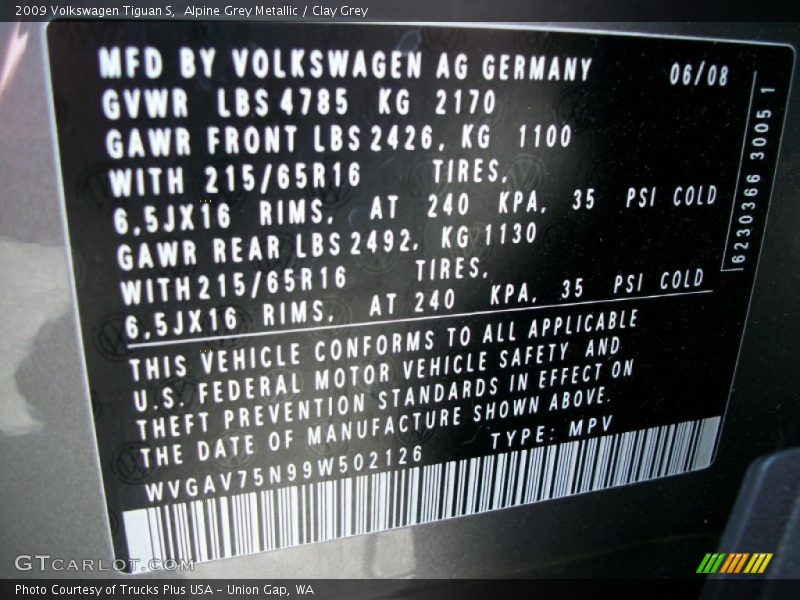 2009 Volkswagen Tiguan S, Alpine Grey Metallic / Clay Grey
MFD BY VOLKSWAGEN AG GERMANY 06/08
GVWR LBS 4785 KG 2170
GAWR FRONT LBS 2426, KG 1100
WITH 215/65R16 TIRES,
6,5JX16 RIMS, AT 240 KPA, 35 PSI COLD
GAWR REAR LBS 2492, KG 1130
WITH 215/65R16 TIRES,
6,5JX16 RIMS, AT 240 KPA, 35 PSI COLD
6230366 3005 1
THIS VEHICLE CONFORMS TO ALL APPLICABLE
U.S. FEDERAL MOTOR VEHICLE SAFETY AND
THEFT PREVENTION STANDARDS IN EFFECT ON
THE DATE OF MANUFACTURE SHOWN ABOVE.
WVGAV75N99W502126 TYPE: MPV
GTcarlot.com
Photo Courtesy of Trucks Plus USA - Union Gap, WA